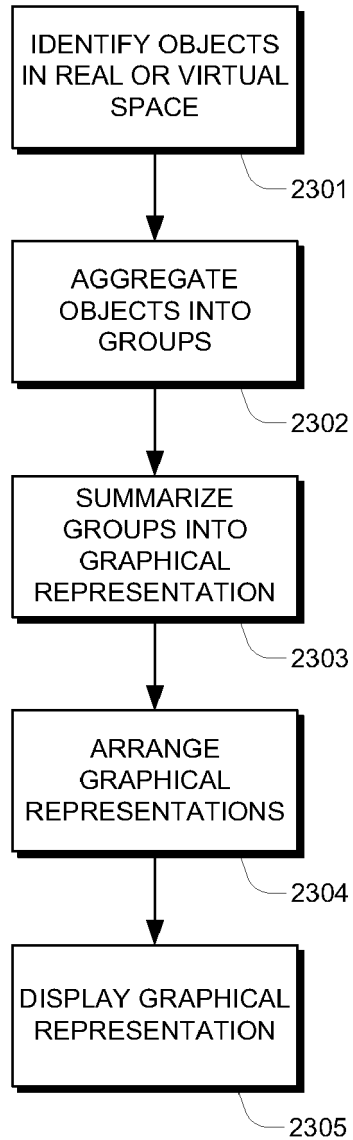 IDENTIFY OBJECTS
IN REAL OR VIRTUAL
SPACE
2301
AGGREGATE
OBJECTS INTO
GROUPS
2302
SUMMARIZE
GROUPS INTO
GRAPHICAL
REPRESENTATION
2303
ARRANGE
GRAPHICAL
REPRESENTATIONS
2304
DISPLAY GRAPHICAL
REPRESENTATION
2305